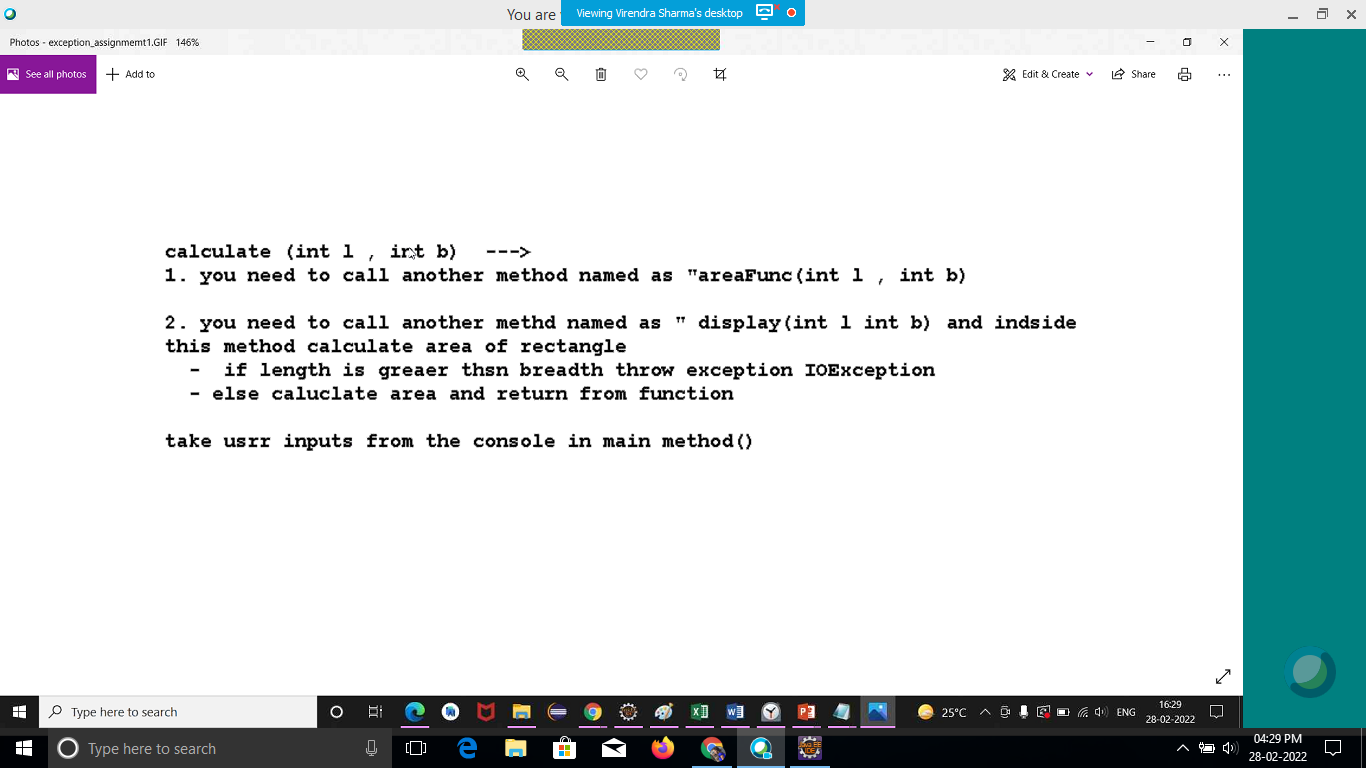 You are
Viewing Virendra Sharma's desktop
Photos - exception_assignmemt1.GIF 146%
See all photos
Add to
Edit & Create
Share
calculate (int l , int b) --->
1. you need to call another method named as "areaFunc(int l , int b)
2. you need to call another methd named as " display(int l int b) and indside
this method calculate area of rectangle
- if length is greaer thsn breadth throw exception IOException
- else caluclate area and return from function
take usrr inputs from the console in main method()
Type here to search
25°C
ENG
16:29
28-02-2022
Type here to search
04:29 PM
28-02-2022